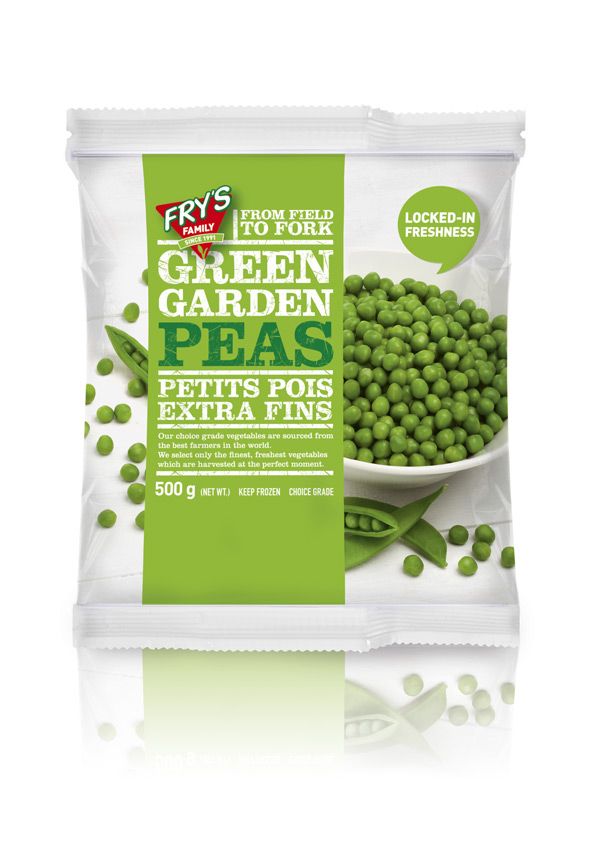 FRY'S
FAMILY
SINCE 1991
FROM FIELD
TO FORK
LOCKED-IN
FRESHNESS
GREEN
GARDEN
PEAS
PETITS POIS
EXTRA FINS
Our choice grade vegetables are sourced from
the best farmers in the world.
We select only the finest, freshest vegetables
which are harvested at the perfect moment.
500 g (NET WT.) KEEP FROZEN CHOICE GRADE